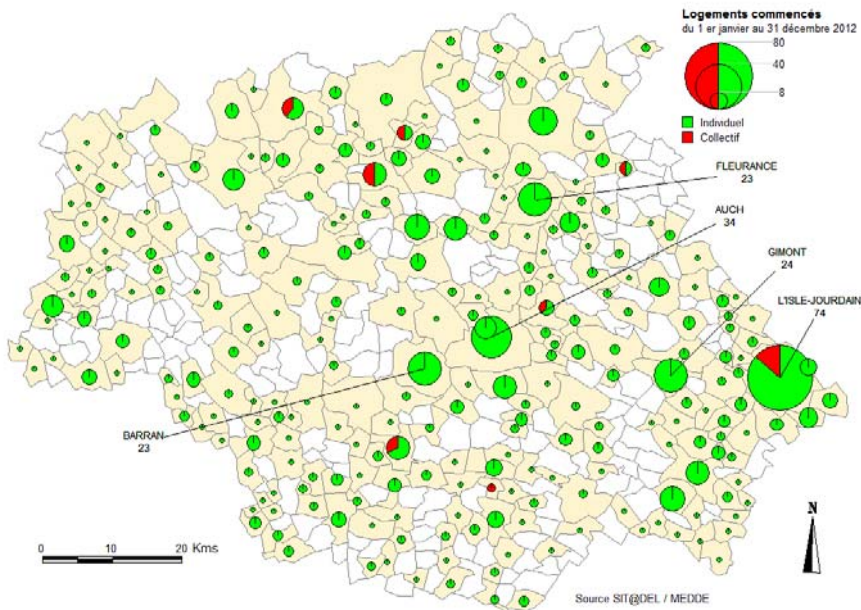 Logements commencés
du 1 er janvier au 31 décembre 2012
80
40
8
Individuel
Collectif
FLEURANCE
23
AUCH
34
GIMONT
24
L'ISLE-JOURDAIN
74
BARRAN
23
0 10 20 Kms
N
Source SIT@DEL / MEDDE